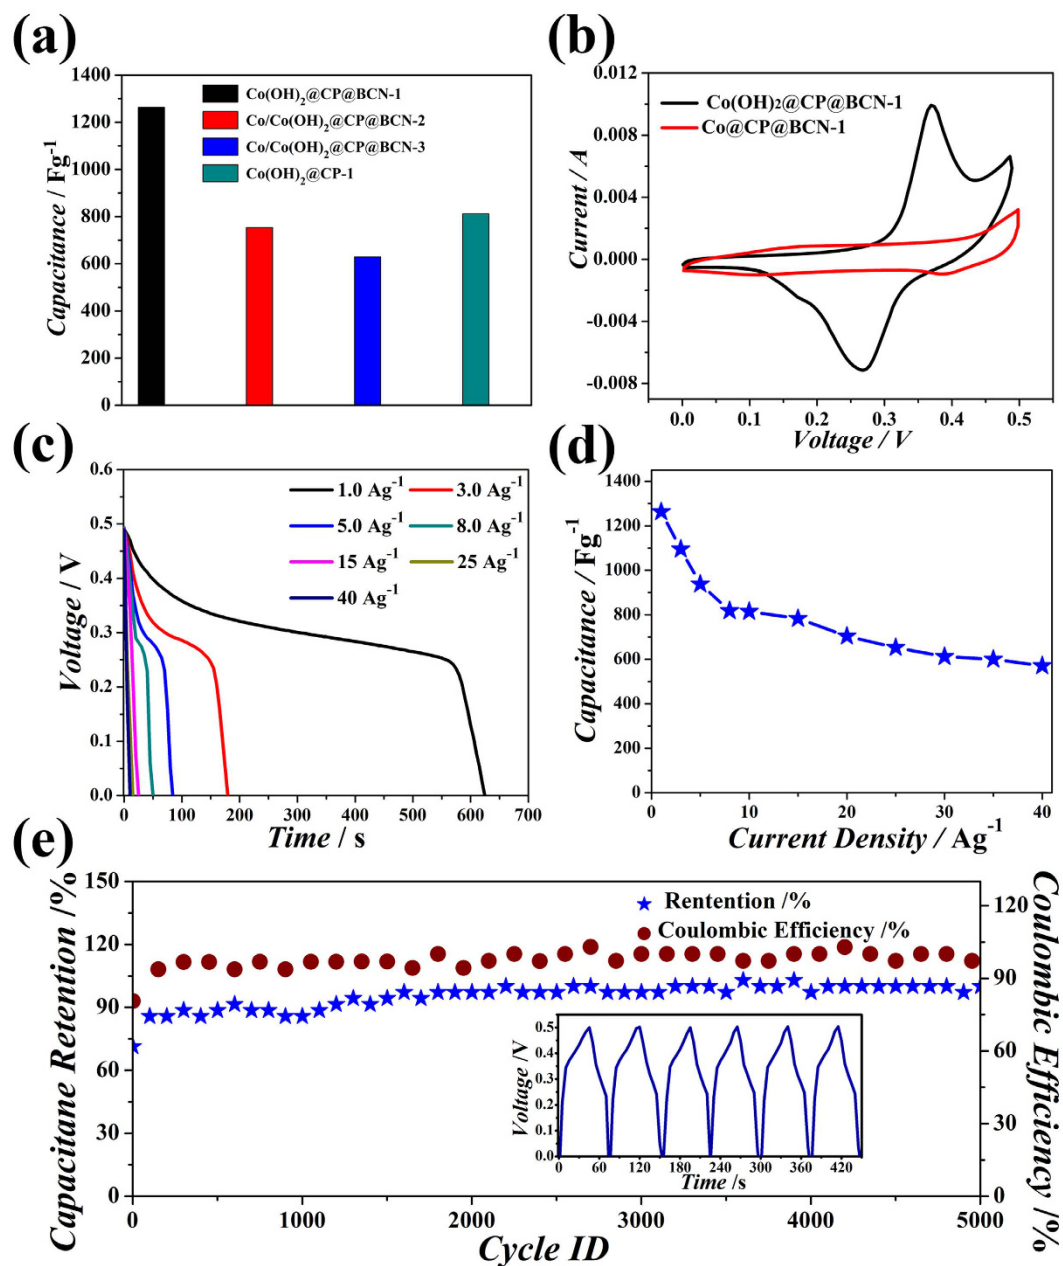 (a)
1400
1200
1000
800
600
400
200
0
Capacitance / Fg⁻¹
Co(OH)₂@CP@BCN-1
Co/Co(OH)₂@CP@BCN-2
Co/Co(OH)₂@CP@BCN-3
Co(OH)₂@CP-1
(b)
0.012
0.008
0.004
0.000
-0.004
-0.008
Current / A
Co(OH)₂@CP@BCN-1
Co@CP@BCN-1
0.0 0.1 0.2 0.3 0.4 0.5
Voltage / V
(c)
0.6
0.5
0.4
0.3
0.2
0.1
0.0
Voltage / V
1.0 Ag⁻¹ 3.0 Ag⁻¹
5.0 Ag⁻¹ 8.0 Ag⁻¹
15 Ag⁻¹ 25 Ag⁻¹
40 Ag⁻¹
0 100 200 300 400 500 600 700
Time / s
(d)
1400
1200
1000
800
600
400
200
0
Capacitance / Fg⁻¹
0 5 10 15 20 25 30 35 40
Current Density / Ag⁻¹
(e)
150
120
90
60
30
0
Capacitane Retention /%
Rentention /%
Coulombic Efficiency /%
0.5
0.4
0.3
0.2
0.1
0.0
Voltage /V
0 60 120 180 240 300 360 420
Time /s
120
90
60
30
0
Coulombic Efficiency /%
0 1000 2000 3000 4000 5000
Cycle ID